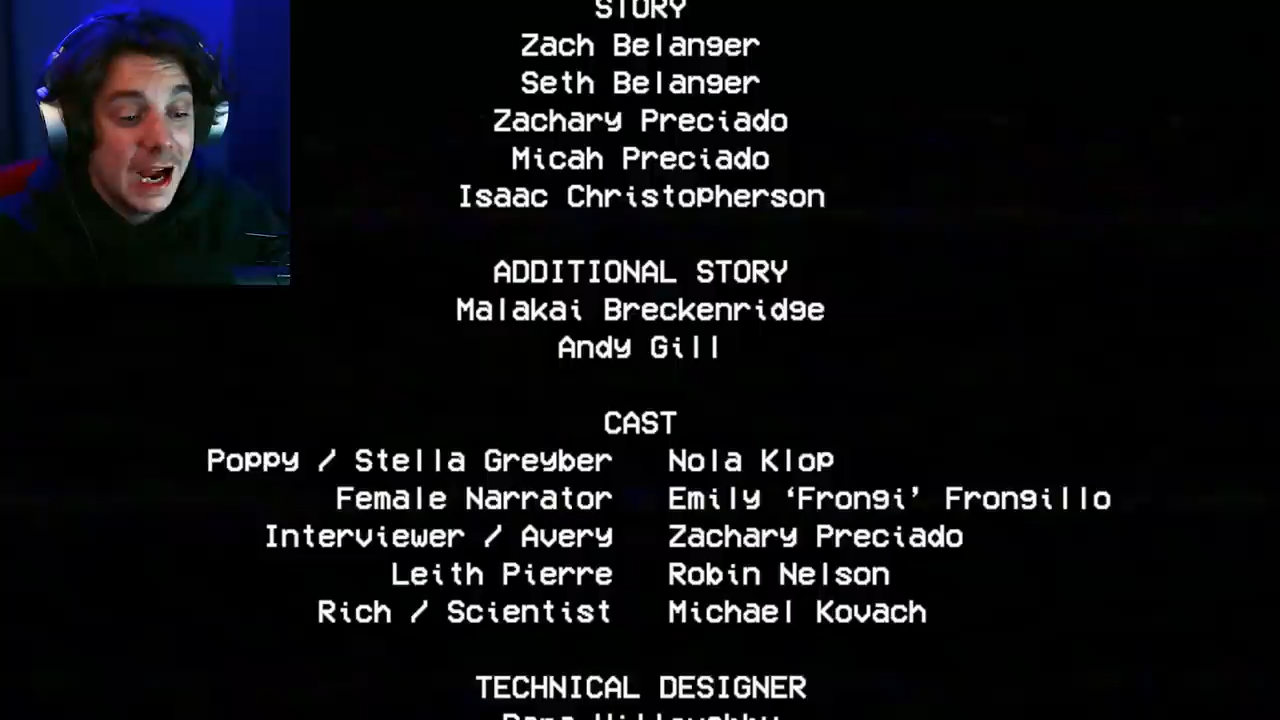 STORY
Zach Belanger
Seth Belanger
Zachary Preciado
Micah Preciado
Isaac Christopherson
ADDITIONAL STORY
Malakai Breckenridge
Andy Gill
CAST
Poppy / Stella Greyber Nola Klop
Female Narrator Emily ‘Frongi’ Frongillo
Interviewer / Avery Zachary Preciado
Leith Pierre Robin Nelson
Rich / Scientist Michael Kovach
TECHNICAL DESIGNER